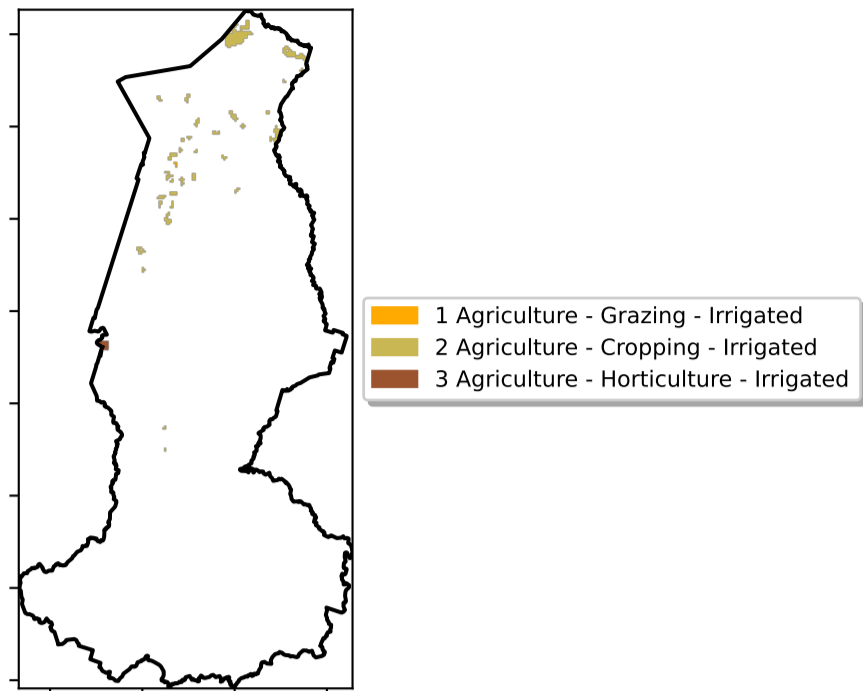 1 Agriculture - Grazing - Irrigated
2 Agriculture - Cropping - Irrigated
3 Agriculture - Horticulture - Irrigated